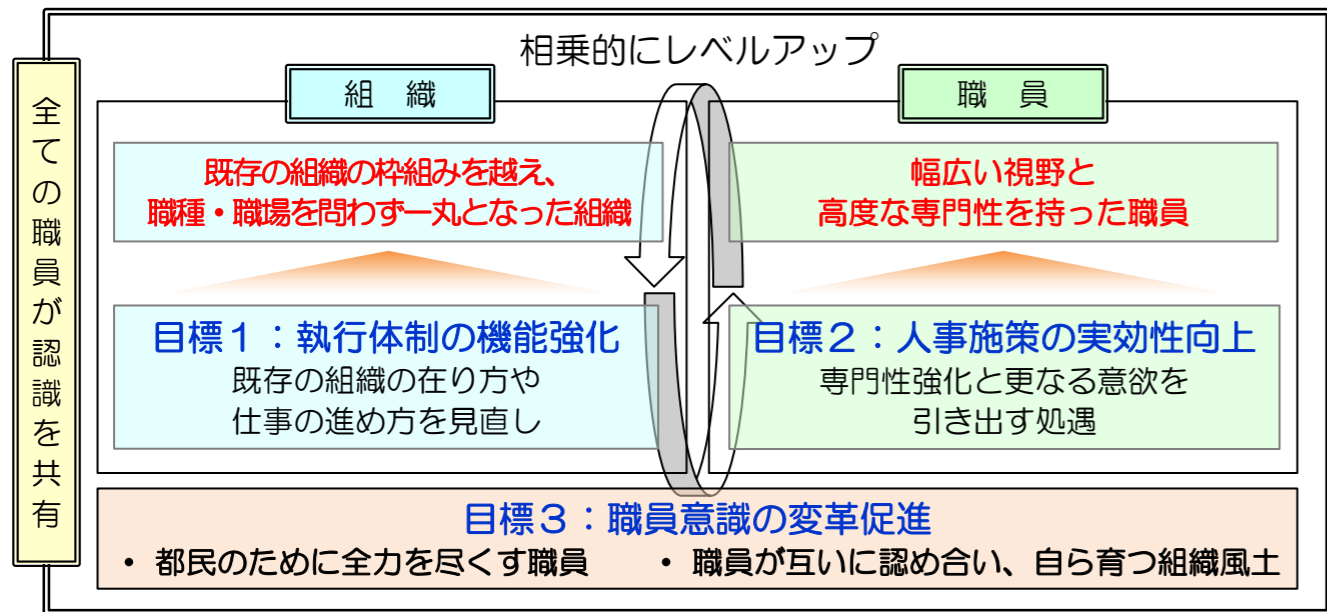 相乗的にレベルアップ
全ての職員が認識を共有
組　織
既存の組織の枠組みを越え、
職種・職場を問わず一丸となった組織
目標１：執行体制の機能強化
既存の組織の在り方や
仕事の進め方を見直し
職　員
幅広い視野と
高度な専門性を持った職員
目標２：人事施策の実効性向上
専門性強化と更なる意欲を
引き出す処遇
目標３：職員意識の変革促進
・ 都民のために全力を尽くす職員　　・ 職員が互いに認め合い、自ら育つ組織風土